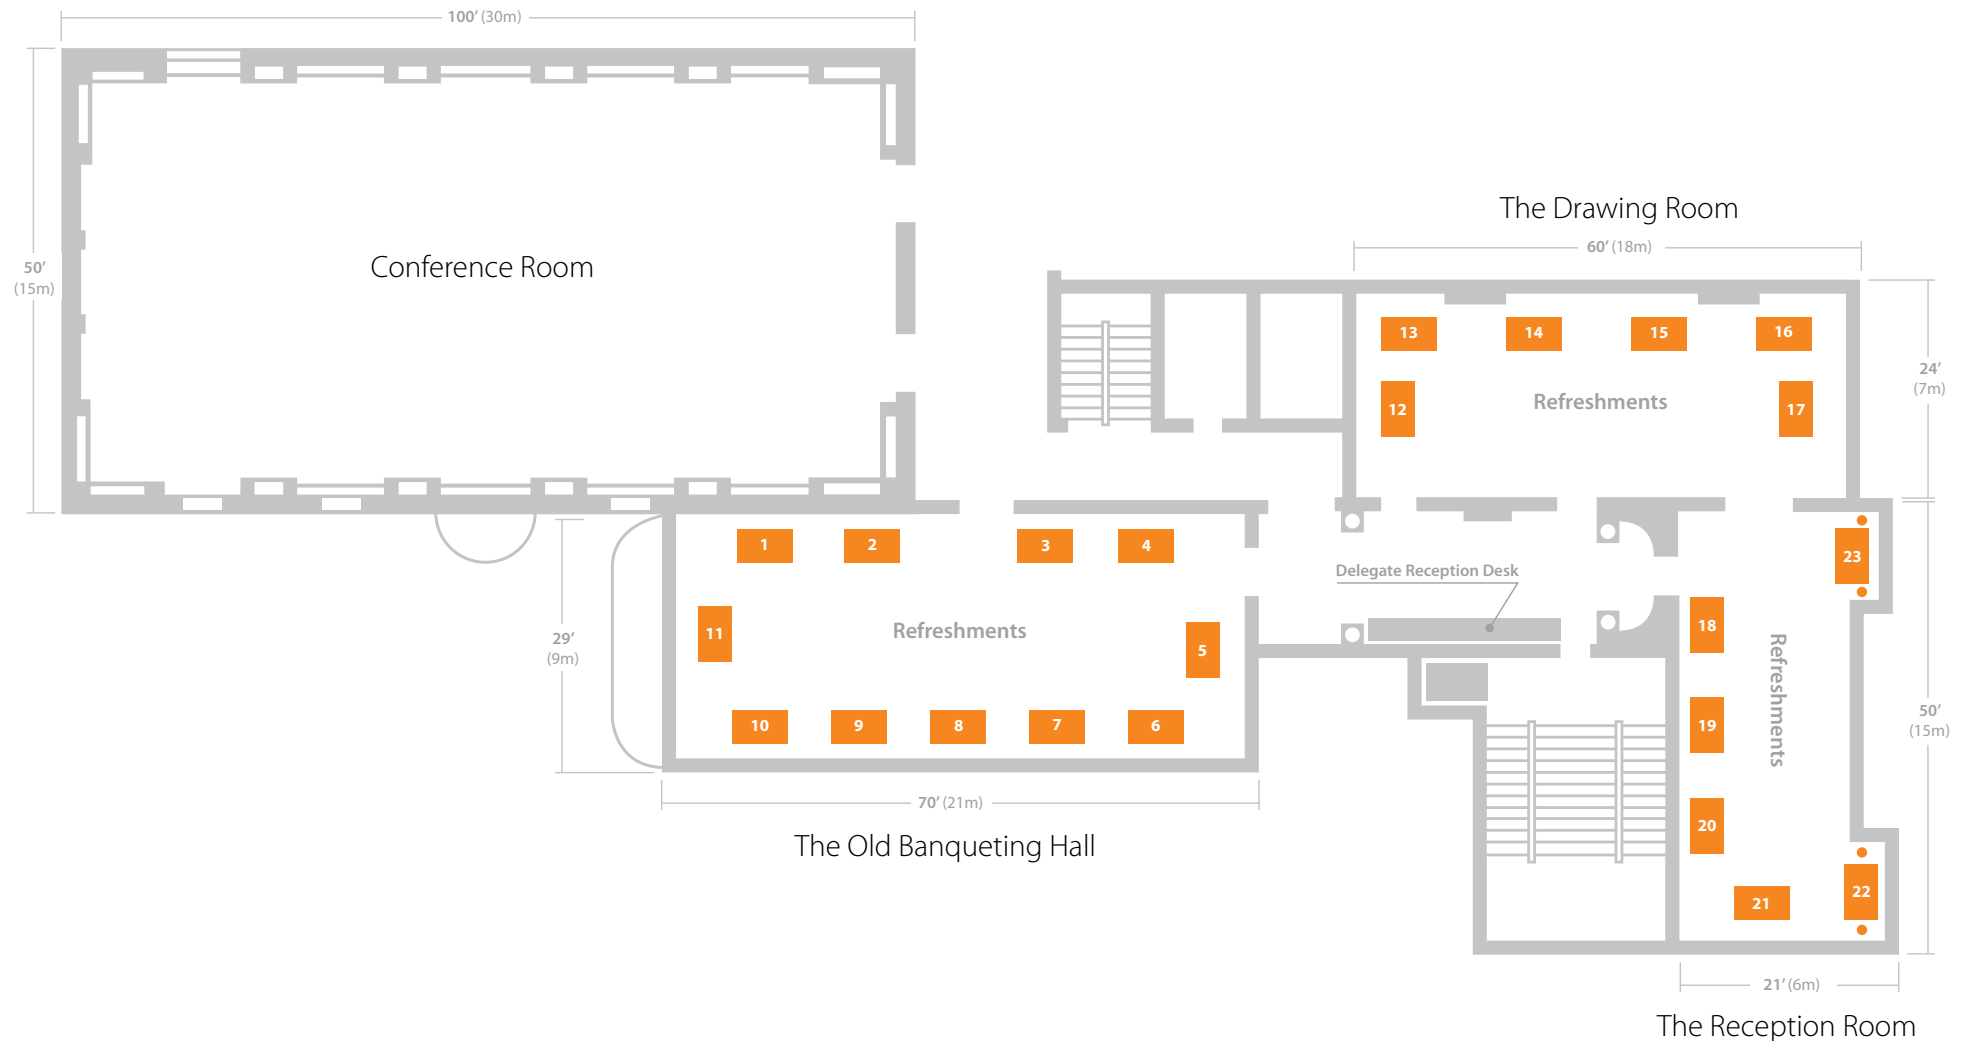 100′ (30m)
50′
(15m)
Conference Room
The Drawing Room
60′ (18m)
24′
(7m)
13
14
15
16
12
Refreshments
17
1
2
3
4
11
Refreshments
5
10
9
8
7
6
29′
(9m)
70′ (21m)
The Old Banqueting Hall
Delegate Reception Desk
23
18
Refreshments
19
20
21
22
50′
(15m)
21′ (6m)
The Reception Room